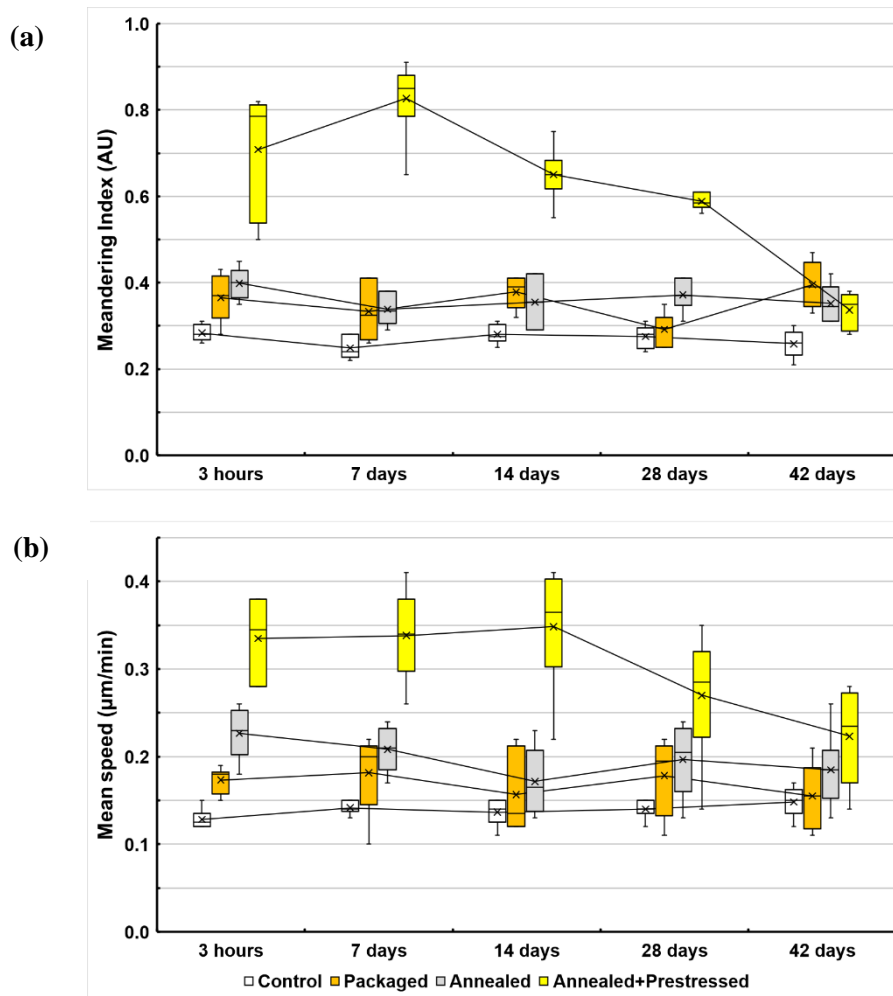 (a)
Meandering Index (AU)
1.0
0.8
0.6
0.4
0.2
0.0
3 hours 7 days 14 days 28 days 42 days
(b)
Mean speed (µm/min)
0.4
0.3
0.2
0.1
0.0
3 hours 7 days 14 days 28 days 42 days
Control Packaged Annealed Annealed+Prestressed